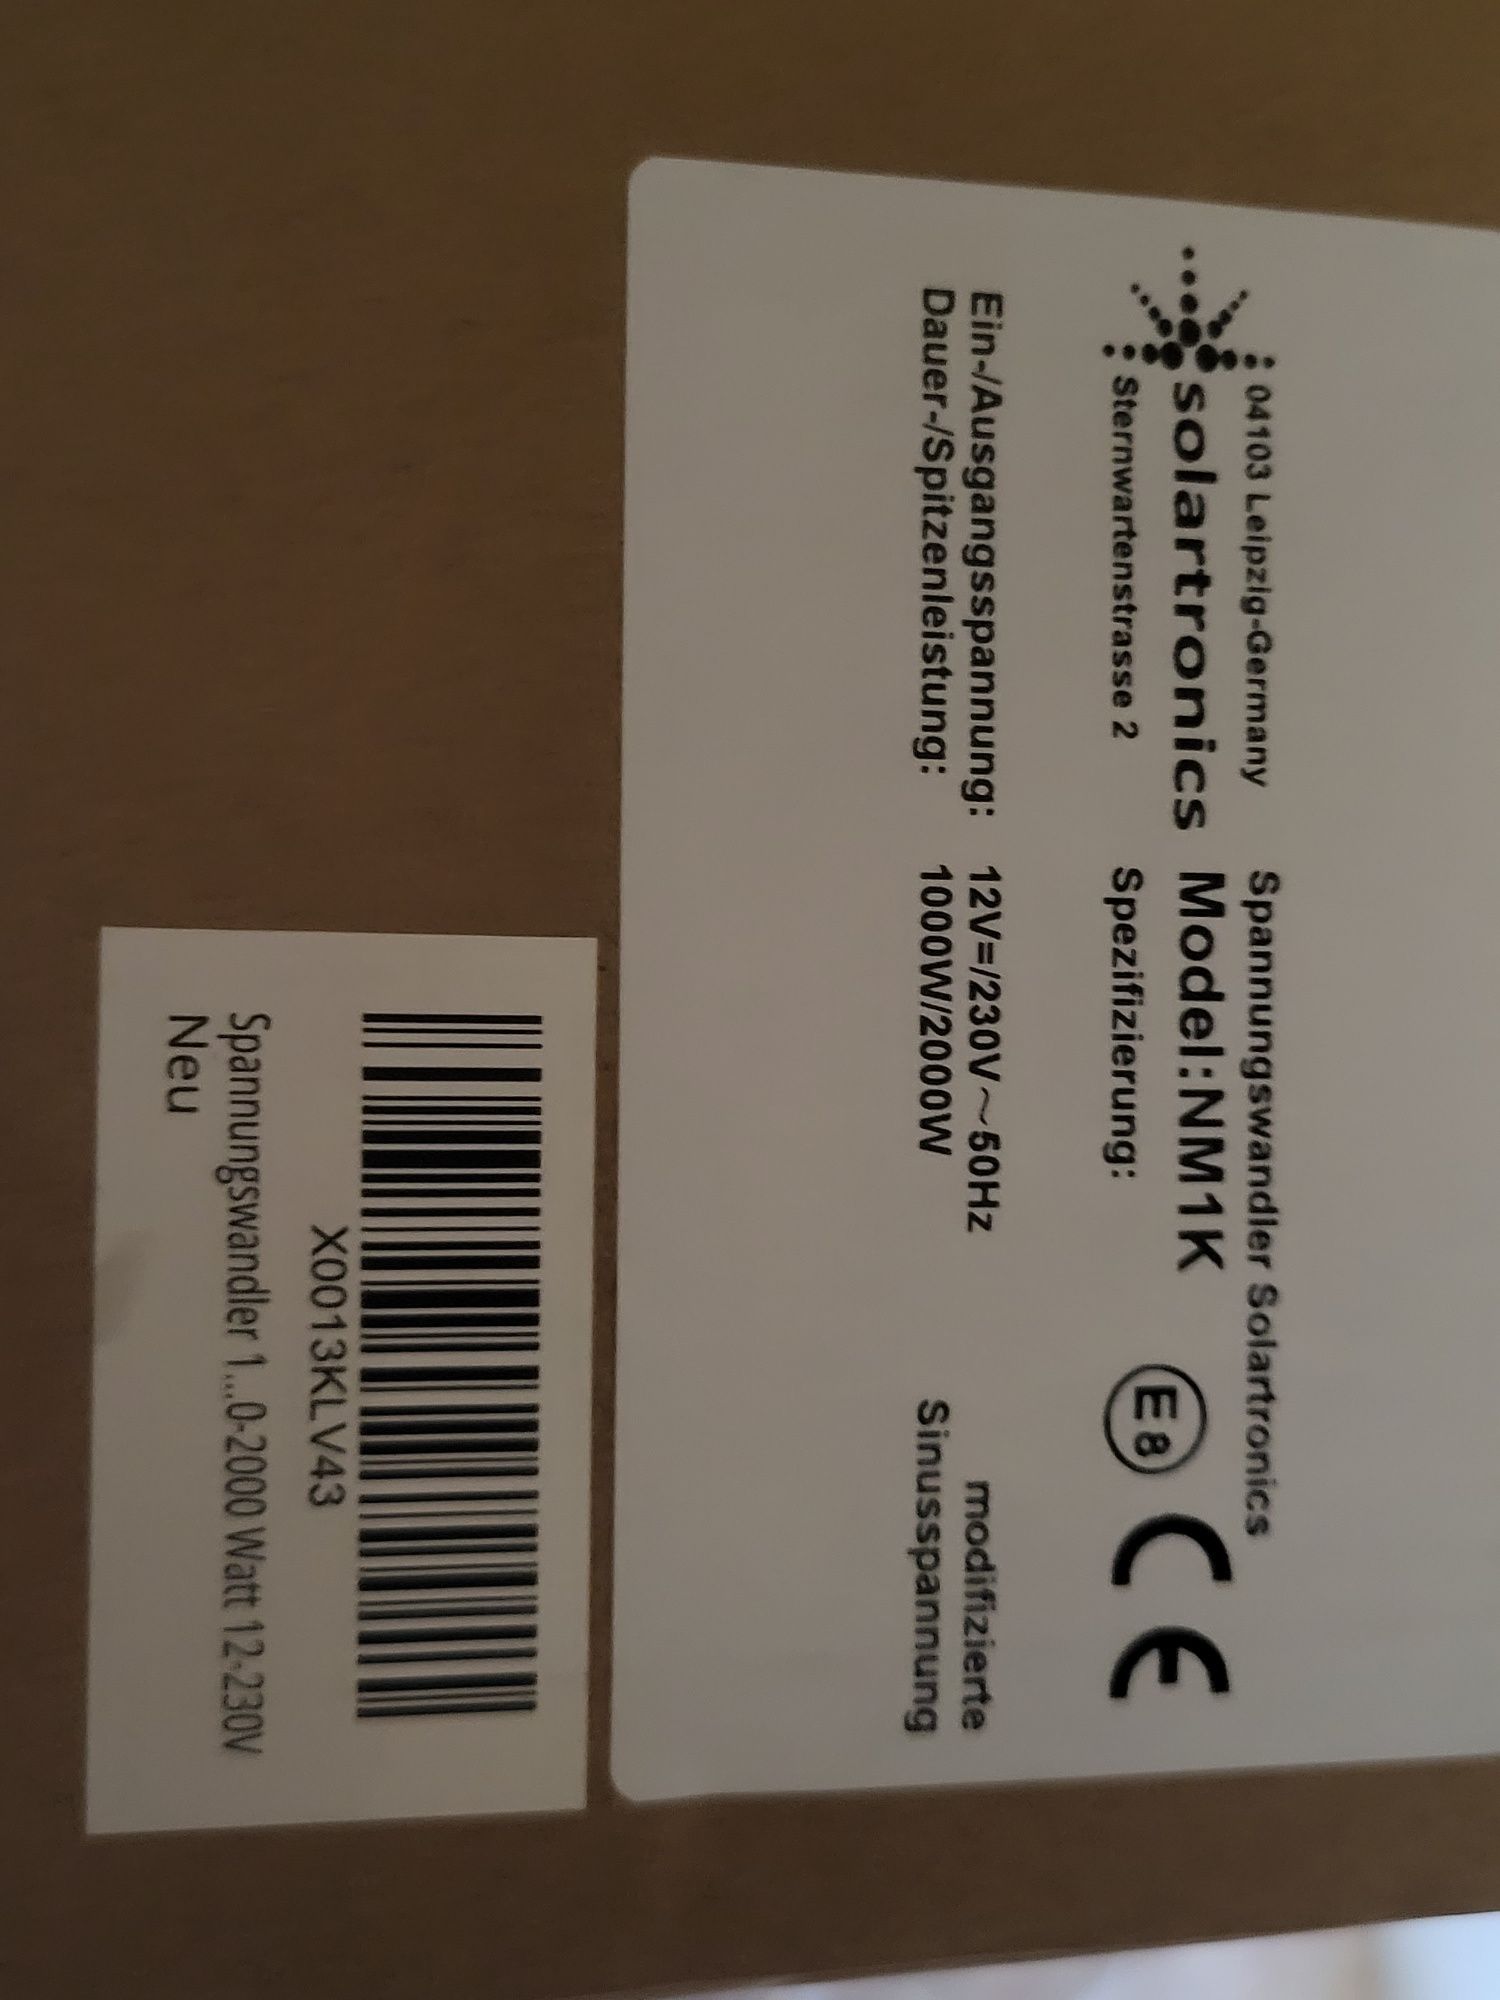 04103 Leipzig-Germany
solartronics
Sternwartenstrasse 2
Spannungswandler Solartronics
Model:NM1K
Spezifizierung:
E8
CE
Ein-/Ausgangsspannung: 12V=/230V～50Hz
Dauer-/Spitzenleistung: 1000W/2000W
modifizierte
Sinusspannung
X0013KLV43
Spannungswandler 1...0-2000 Watt 12-230V
Neu